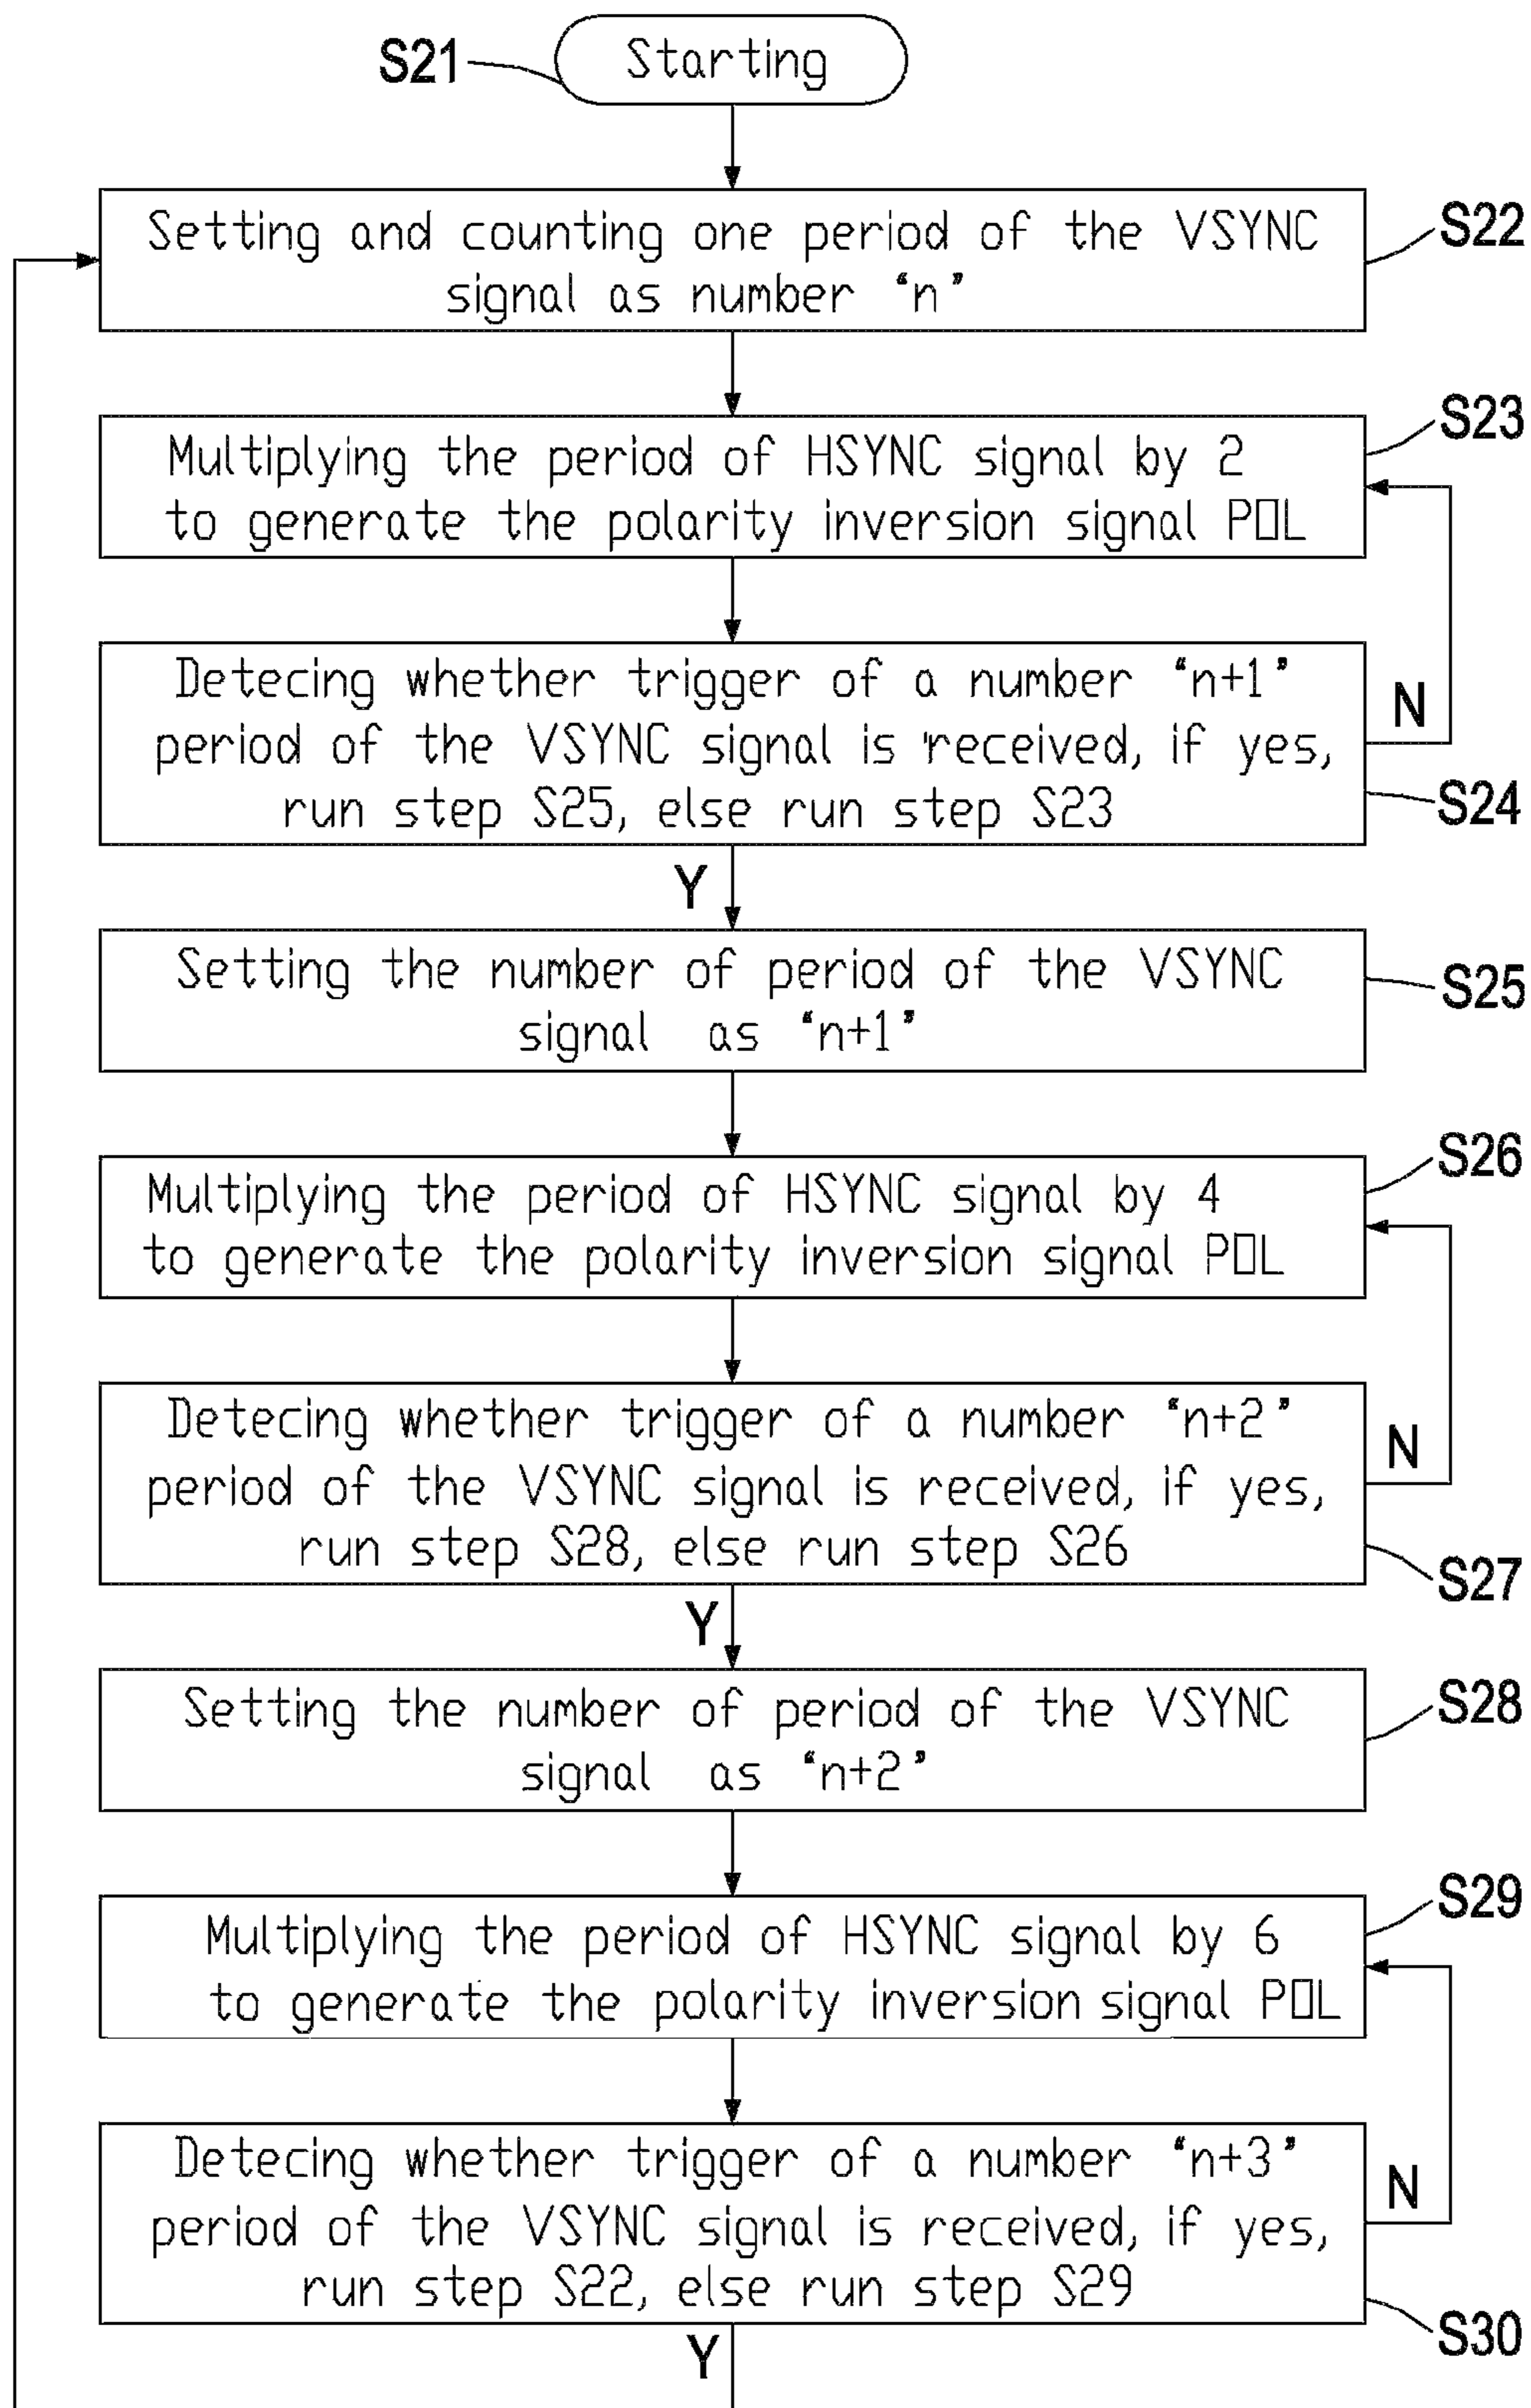 S21
Starting
Setting and counting one period of the VSYNC
signal as number “n”
S22
Multiplying the period of HSYNC signal by 2
to generate the polarity inversion signal POL
S23
Detecing whether trigger of a number “n+1”
period of the VSYNC signal is received, if yes,
run step S25, else run step S23
N
S24
Y
Setting the number of period of the VSYNC
signal as “n+1”
S25
Multiplying the period of HSYNC signal by 4
to generate the polarity inversion signal POL
S26
Detecing whether trigger of a number “n+2”
period of the VSYNC signal is received, if yes,
run step S28, else run step S26
N
S27
Y
Setting the number of period of the VSYNC
signal as “n+2”
S28
Multiplying the period of HSYNC signal by 6
to generate the polarity inversion signal POL
S29
Detecing whether trigger of a number “n+3”
period of the VSYNC signal is received, if yes,
run step S22, else run step S29
N
S30
Y